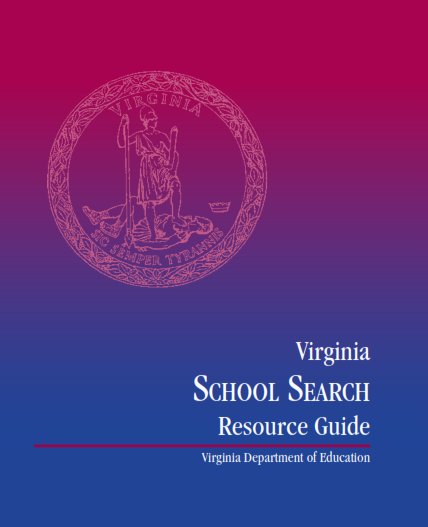 VIRGINIA
SIC SEMPER TYRANNIS
Virginia
SCHOOL SEARCH
Resource Guide
Virginia Department of Education